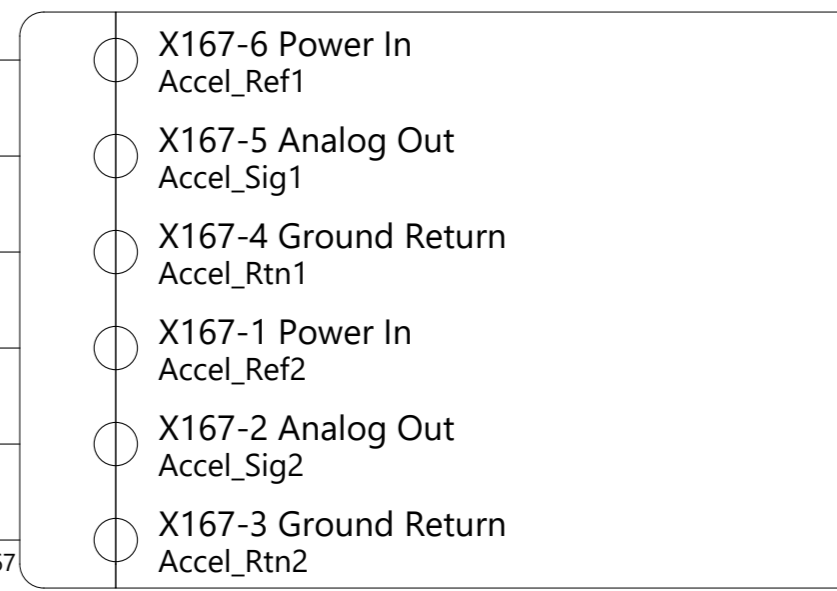 X167-6 Power In
Accel_Ref1
X167-5 Analog Out
Accel_Sig1
X167-4 Ground Return
Accel_Rtn1
X167-1 Power In
Accel_Ref2
X167-2 Analog Out
Accel_Sig2
X167-3 Ground Return
Accel_Rtn2